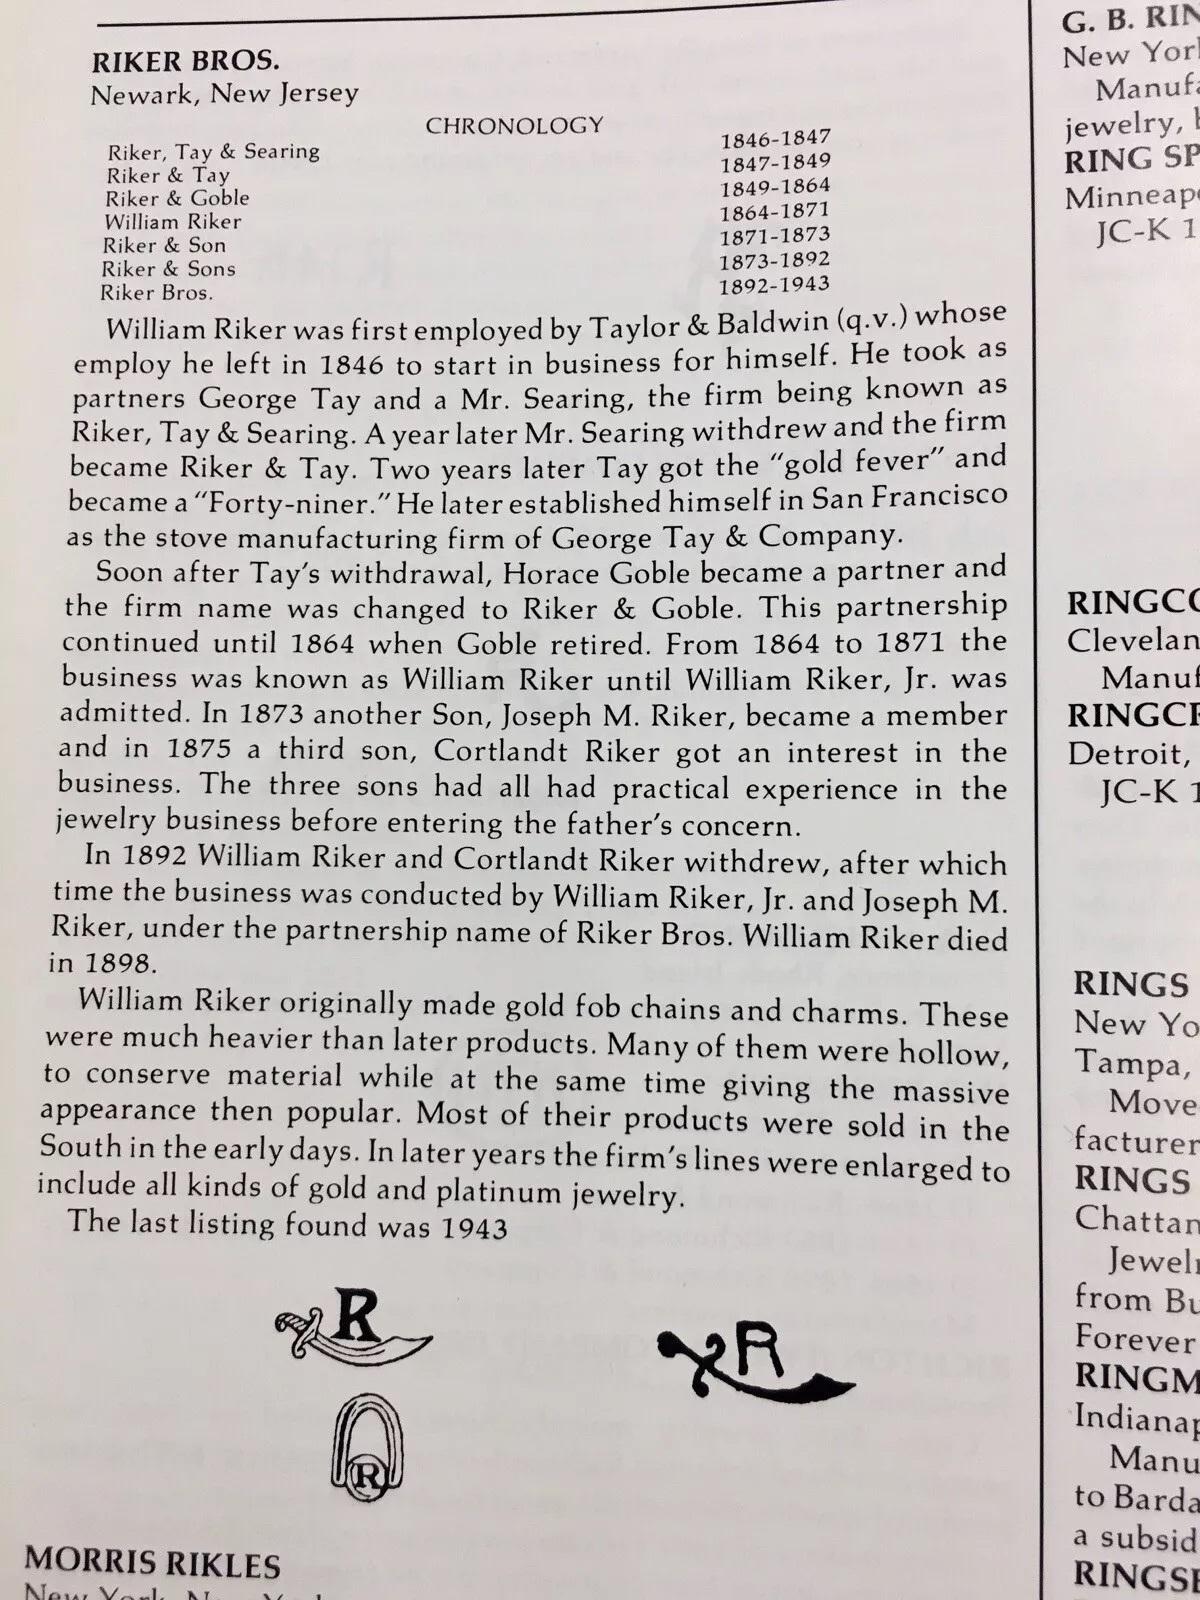 RIKER BROS.
Newark, New Jersey
CHRONOLOGY
Riker, Tay & Searing 1846-1847
Riker & Tay 1847-1849
Riker & Goble 1849-1864
William Riker 1864-1871
Riker & Son 1871-1873
Riker & Sons 1873-1892
Riker Bros. 1892-1943
William Riker was first employed by Taylor & Baldwin (q.v.) whose
employ he left in 1846 to start in business for himself. He took as
partners George Tay and a Mr. Searing, the firm being known as
Riker, Tay & Searing. A year later Mr. Searing withdrew and the firm
became Riker & Tay. Two years later Tay got the "gold fever" and
became a "Forty-niner." He later established himself in San Francisco
as the stove manufacturing firm of George Tay & Company.
Soon after Tay's withdrawal, Horace Goble became a partner and
the firm name was changed to Riker & Goble. This partnership
continued until 1864 when Goble retired. From 1864 to 1871 the
business was known as William Riker until William Riker, Jr. was
admitted. In 1873 another Son, Joseph M. Riker, became a member
and in 1875 a third son, Cortlandt Riker got an interest in the
business. The three sons had all had practical experience in the
jewelry business before entering the father's concern.
In 1892 William Riker and Cortlandt Riker withdrew, after which
time the business was conducted by William Riker, Jr. and Joseph M.
Riker, under the partnership name of Riker Bros. William Riker died
in 1898.
William Riker originally made gold fob chains and charms. These
were much heavier than later products. Many of them were hollow,
to conserve material while at the same time giving the massive
appearance then popular. Most of their products were sold in the
South in the early days. In later years the firm's lines were enlarged to
include all kinds of gold and platinum jewelry.
The last listing found was 1943
R
R
R
MORRIS RIKLES
New York, New York
G. B. RIN
New York
Manufa
jewelry,
RING SP
Minneap
JC-K 1
RINGCO
Clevelan
Manuf
RINGCR
Detroit,
JC-K 1
RINGS
New Yo
Tampa,
Move
facturer
RINGS
Chattan
Jewel
from Bu
Forever
RINGM
Indianap
Manu
to Barda
a subsid
RINGSE